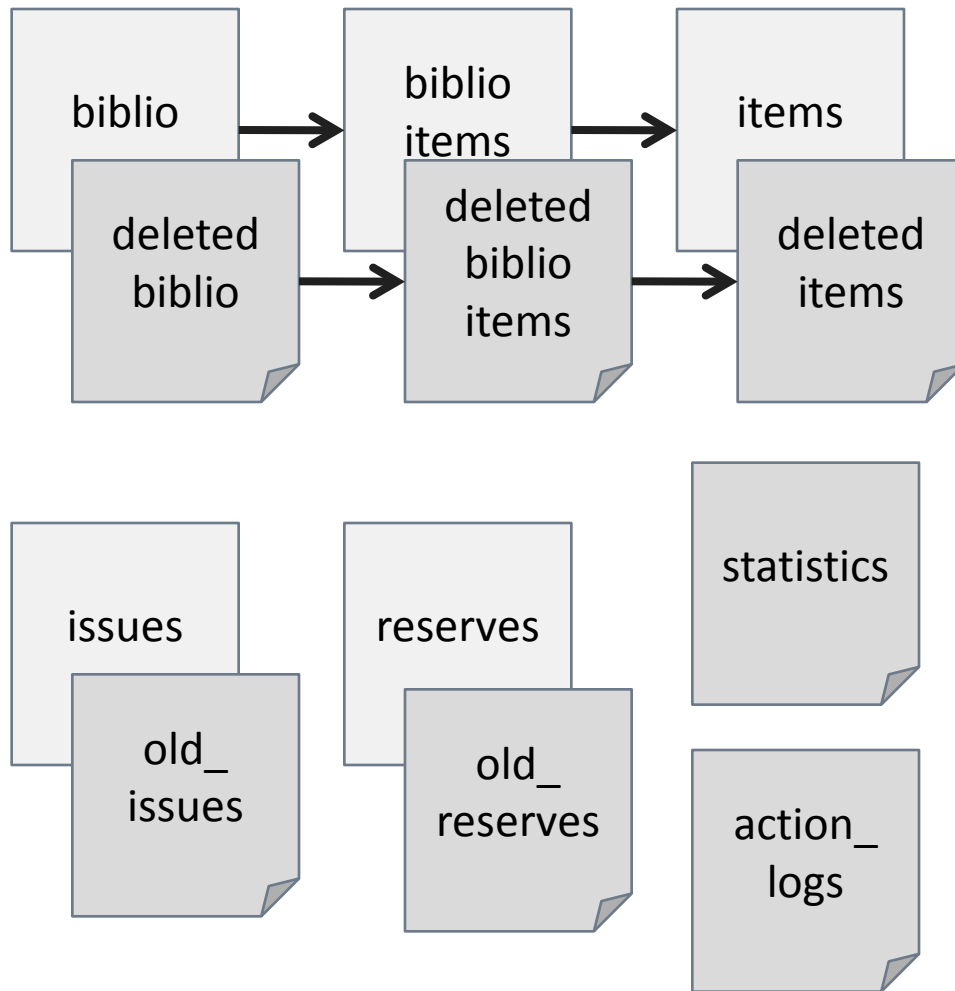 biblio
biblio
items
items
deleted
biblio
deleted
biblio
items
deleted
items
issues
reserves
statistics
old_
issues
old_
reserves
action_
logs